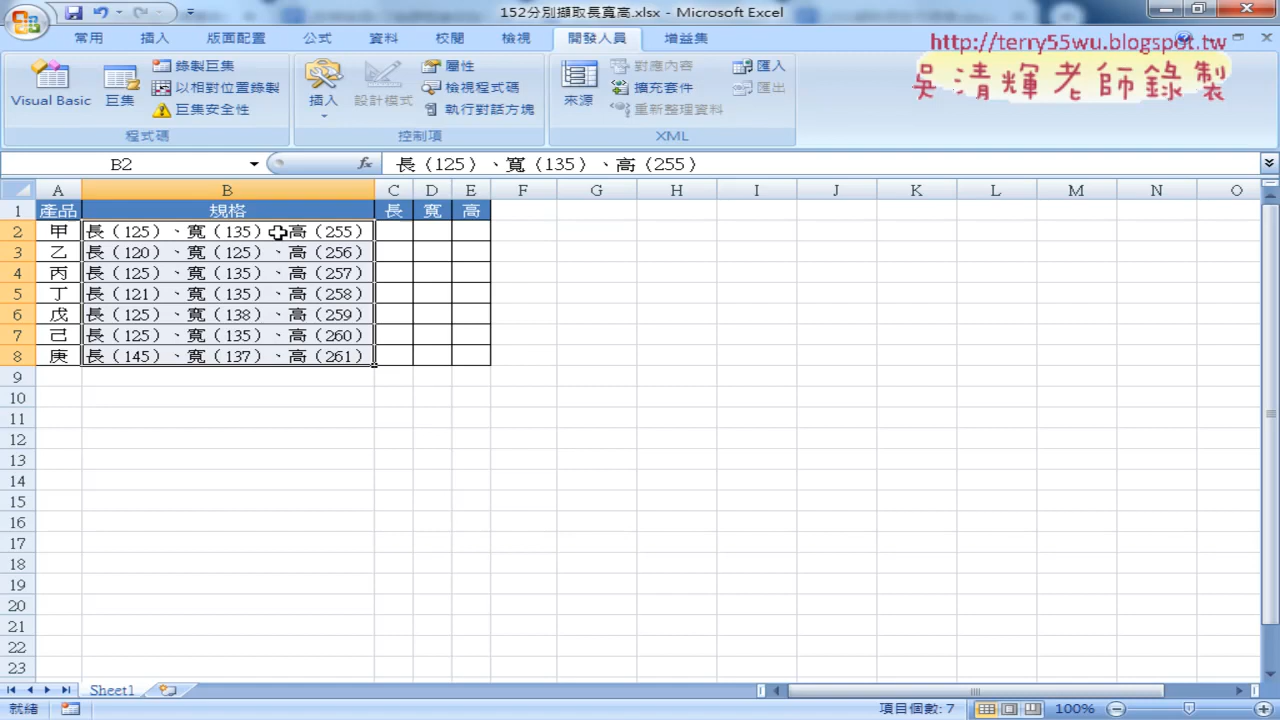 152分別擷取長寬高.xlsx - Microsoft Excel
http://terry55wu.blogspot.tw
吳清輝老師錄製
常用 插入 版面配置 公式 資料 校閱 檢視 開發人員 增益集
Visual Basic 巨集 錄製巨集 以相對位置錄製 巨集安全性 程式碼
插入 設計模式 屬性 檢視程式碼 執行對話方塊 控制項
來源 對應內容 擴充套件 重新整理資料 匯入 匯出 XML
B2 fx 長（125）、寬（135）、高（255）
A B C D E F G H I J K L M N O
1 產品 規格 長 寬 高
2 甲 長（125）、寬（135）、高（255）
3 乙 長（120）、寬（125）、高（256）
4 丙 長（125）、寬（135）、高（257）
5 丁 長（121）、寬（135）、高（258）
6 戊 長（125）、寬（138）、高（259）
7 己 長（125）、寬（135）、高（260）
8 庚 長（145）、寬（137）、高（261）
9
10
11
12
13
14
15
16
17
18
19
20
21
22
23
Sheet1
就緒 項目個數: 7 100%